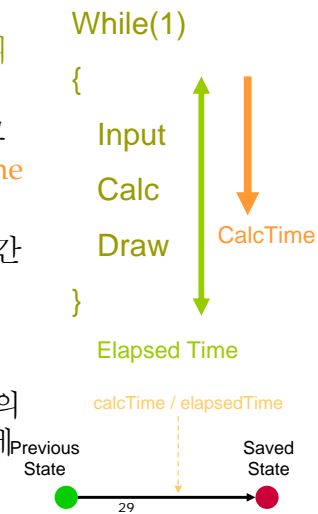 While(1)
{
Input
Calc
Draw
CalcTime
}
Elapsed Time
calcTime / elapsedTime
Previous
State
Saved
State
29